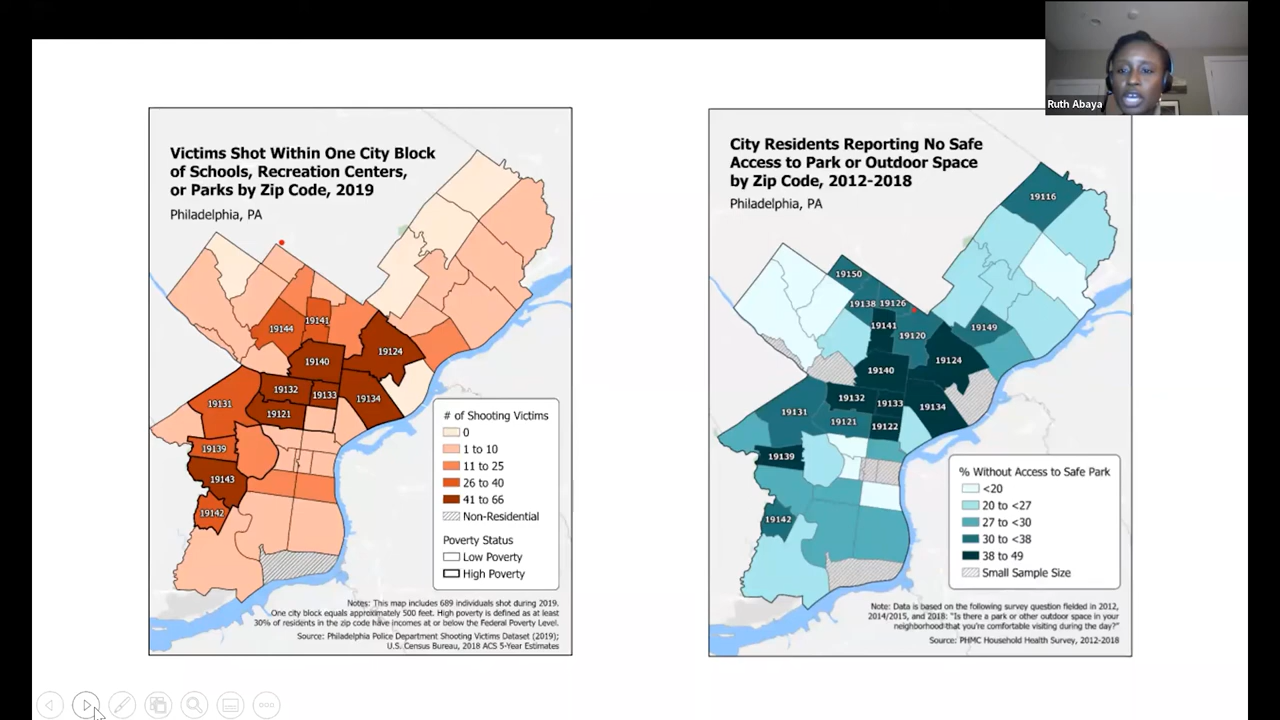 Ruth Abaya
Victims Shot Within One City Block
of Schools, Recreation Centers,
or Parks by Zip Code, 2019
Philadelphia, PA
19144
19141
19140
19124
19132
19133
19134
19121
19131
19139
19143
19142
# of Shooting Victims
0
1 to 10
11 to 25
26 to 40
41 to 66
Non-Residential
Poverty Status
Low Poverty
High Poverty
Notes: This map includes 689 individuals shot during 2019.
One city block equals approximately 500 feet. High poverty is defined as at least
30% of residents in the zip code have incomes at or below the Federal Poverty Level.
Source: Philadelphia Police Department Shooting Victims Dataset (2019);
U.S. Census Bureau, 2018 ACS 5-Year Estimates
City Residents Reporting No Safe
Access to Park or Outdoor Space
by Zip Code, 2012-2018
Philadelphia, PA
19116
19150
19138
19126
19141
19120
19149
19124
19140
19132
19133
19134
19131
19121
19122
19139
19142
% Without Access to Safe Park
<20
20 to <27
27 to <30
30 to <38
38 to 49
Small Sample Size
Note: Data is based on the following survey question fielded in 2012,
2014/2015, and 2018: "Is there a park or other outdoor space in your
neighborhood that you're comfortable visiting during the day?"
Source: PHMC Household Health Survey, 2012-2018